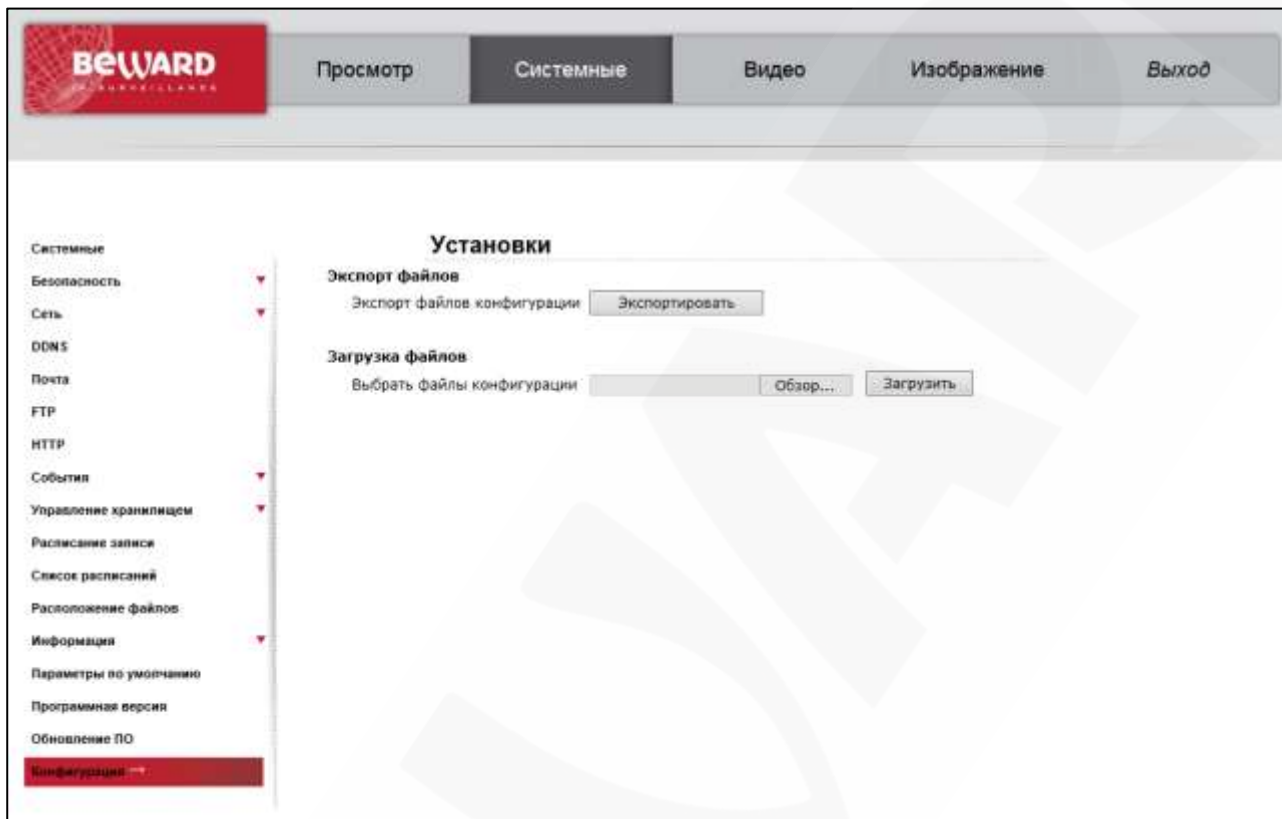 BEWARD
IP SURVEILLANCE
Просмотр
Системные
Видео
Изображение
Выход
Системные
Безопасность
Сеть
DDNS
Почта
FTP
HTTP
События
Управление хранилищем
Расписание записи
Список расписаний
Расположение файлов
Информация
Параметры по умолчанию
Программная версия
Обновление ПО
Конфигурация →
Установки
Экспорт файлов
Экспорт файлов конфигурации Экспортировать
Загрузка файлов
Выбрать файлы конфигурации Обзор... Загрузить